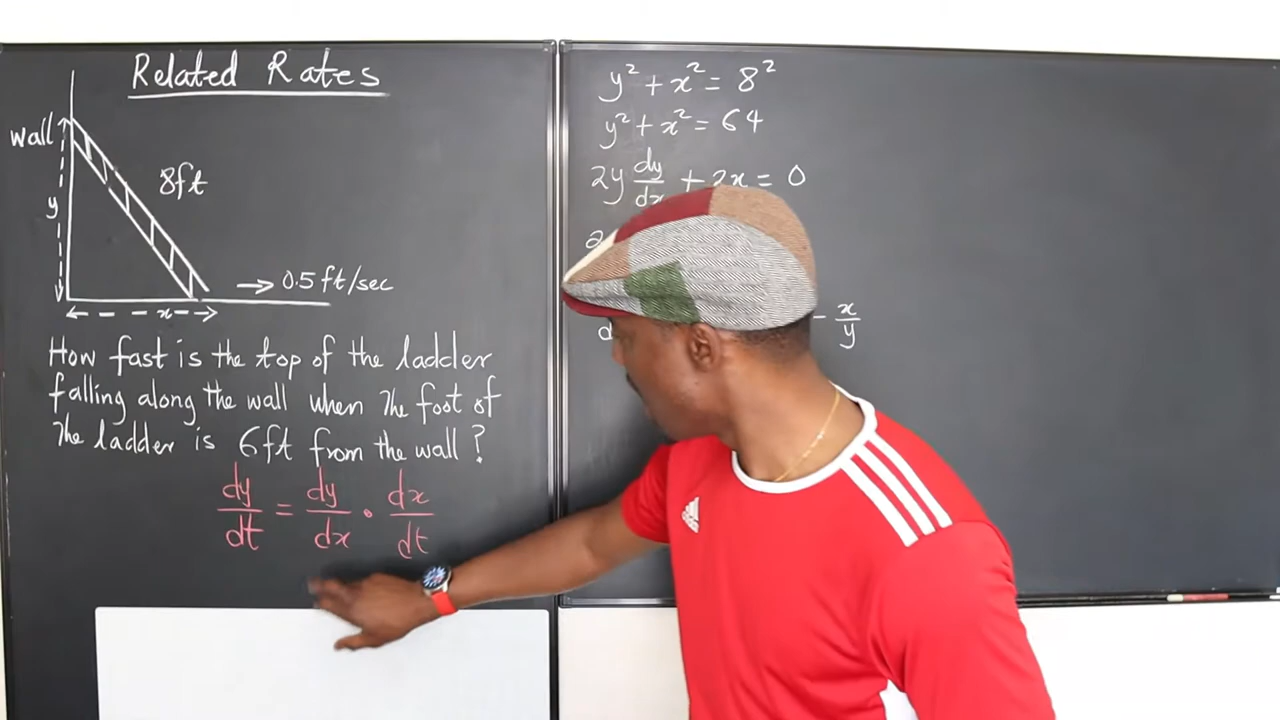 Related Rates
wall
8ft
y
0.5ft/sec
x
How fast is the top of the ladder
falling along the wall when the foot of
the ladder is 6ft from the wall?
dy/dt = dy/dx · dx/dt
y² + x² = 8²
y² + x² = 64
2y dy/dx + 2x = 0
2
d
- x/y